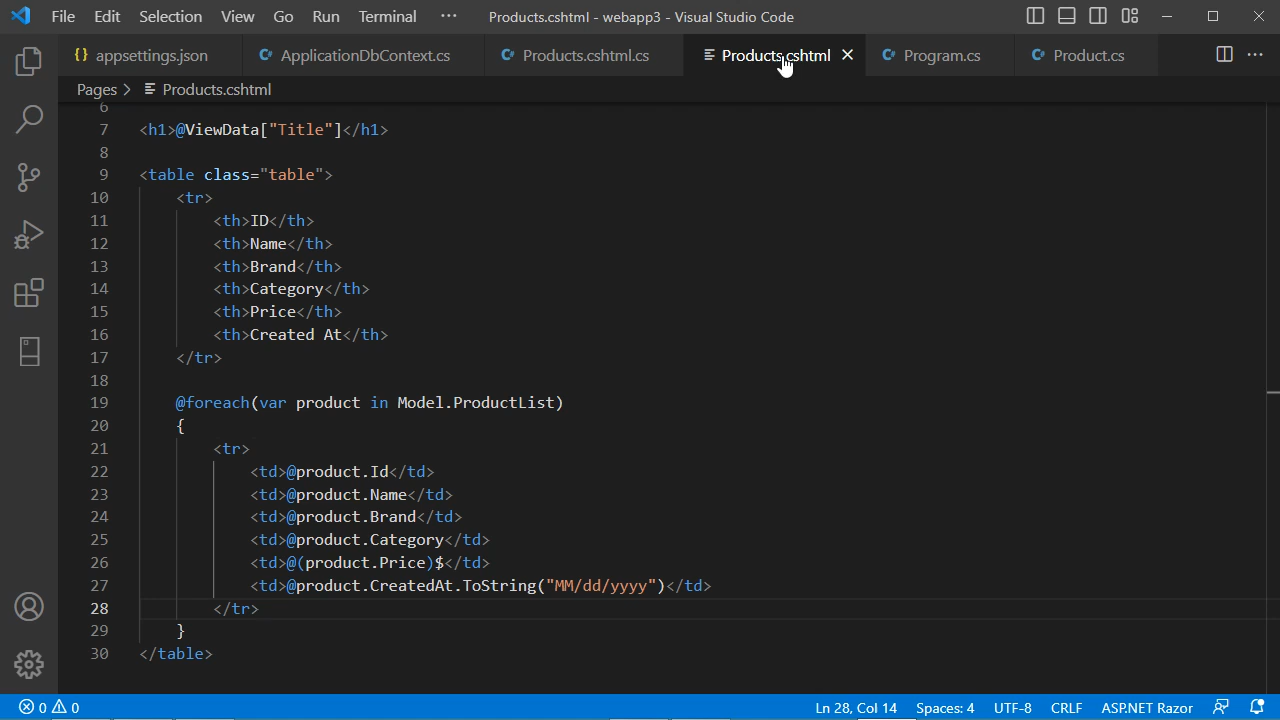 File Edit Selection View Go Run Terminal ··· Products.cshtml - webapp3 - Visual Studio Code
{} appsettings.json C# ApplicationDbContext.cs C# Products.cshtml.cs Products.cshtml C# Program.cs C# Product.cs
Pages > Products.cshtml
6
7 <h1>@ViewData["Title"]</h1>
8
9 <table class="table">
10 <tr>
11 <th>ID</th>
12 <th>Name</th>
13 <th>Brand</th>
14 <th>Category</th>
15 <th>Price</th>
16 <th>Created At</th>
17 </tr>
18
19 @foreach(var product in Model.ProductList)
20 {
21 <tr>
22 <td>@product.Id</td>
23 <td>@product.Name</td>
24 <td>@product.Brand</td>
25 <td>@product.Category</td>
26 <td>@(product.Price)$</td>
27 <td>@product.CreatedAt.ToString("MM/dd/yyyy")</td>
28 </tr>
29 }
30 </table>
0 0 Ln 28, Col 14 Spaces: 4 UTF-8 CRLF ASP.NET Razor